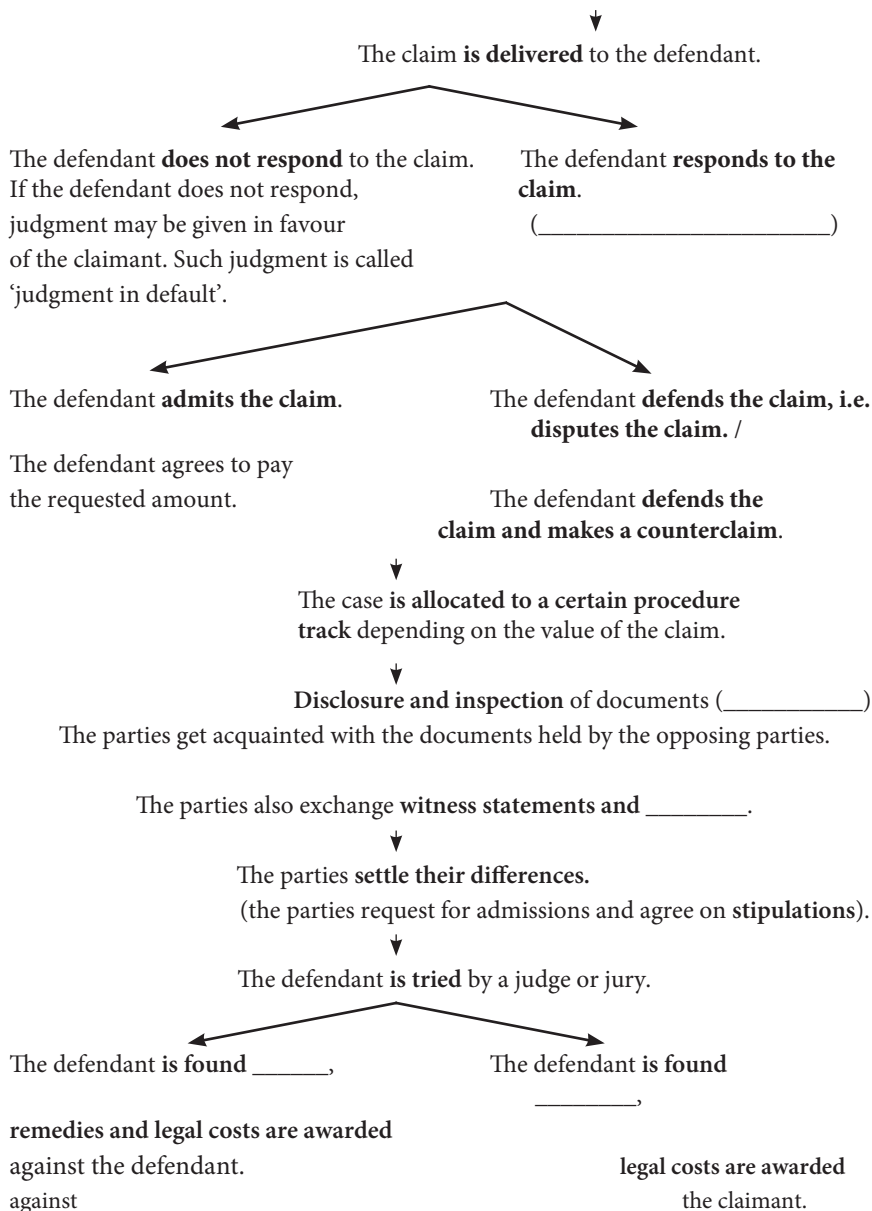 The claim is delivered to the defendant.
The defendant does not respond to the claim.
If the defendant does not respond,
judgment may be given in favour
of the claimant. Such judgment is called
‘judgment in default’.
The defendant responds to the
claim.
(_______________________)
The defendant admits the claim.
The defendant agrees to pay
the requested amount.
The defendant defends the claim, i.e.
disputes the claim. /
The defendant defends the
claim and makes a counterclaim.
The case is allocated to a certain procedure
track depending on the value of the claim.
Disclosure and inspection of documents (___________)
The parties get acquainted with the documents held by the opposing parties.
The parties also exchange witness statements and ________.
The parties settle their differences.
(the parties request for admissions and agree on stipulations).
The defendant is tried by a judge or jury.
The defendant is found ______,
remedies and legal costs are awarded
against the defendant.
against
The defendant is found
________,
legal costs are awarded
the claimant.